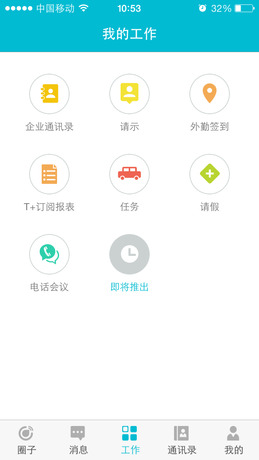 中国移动 10:53 32%
我的工作
企业通讯录 请示 外勤签到
T+订阅报表 任务 请假
电话会议 即将推出
圈子 消息 工作 通讯录 我的